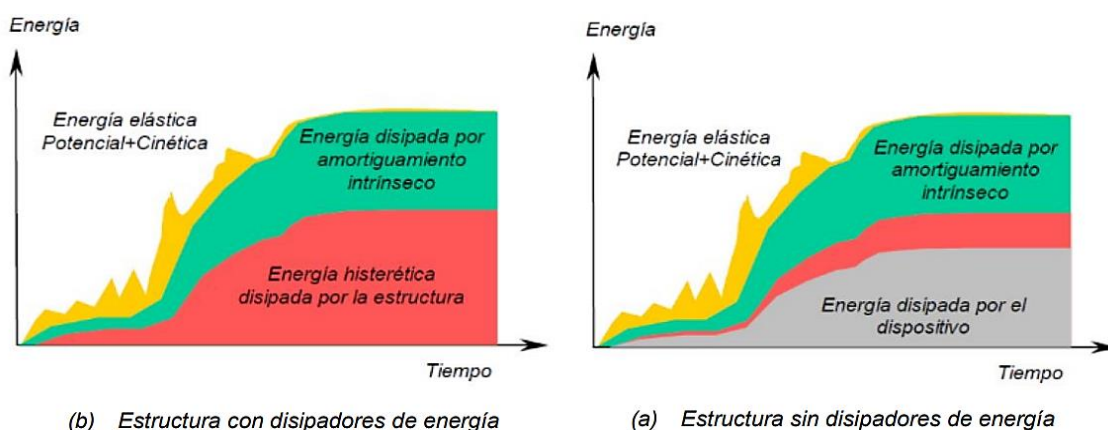 Energía
Energía elástica
Potencial+Cinética
Energía disipada por
amortiguamiento
intrínseco
Energía histerética
disipada por la estructura
Tiempo
(b) Estructura con disipadores de energía
Energía
Energía elástica
Potencial+Cinética
Energía disipada por
amortiguamiento
intrínseco
Energía disipada por el
dispositivo
Tiempo
(a) Estructura sin disipadores de energía